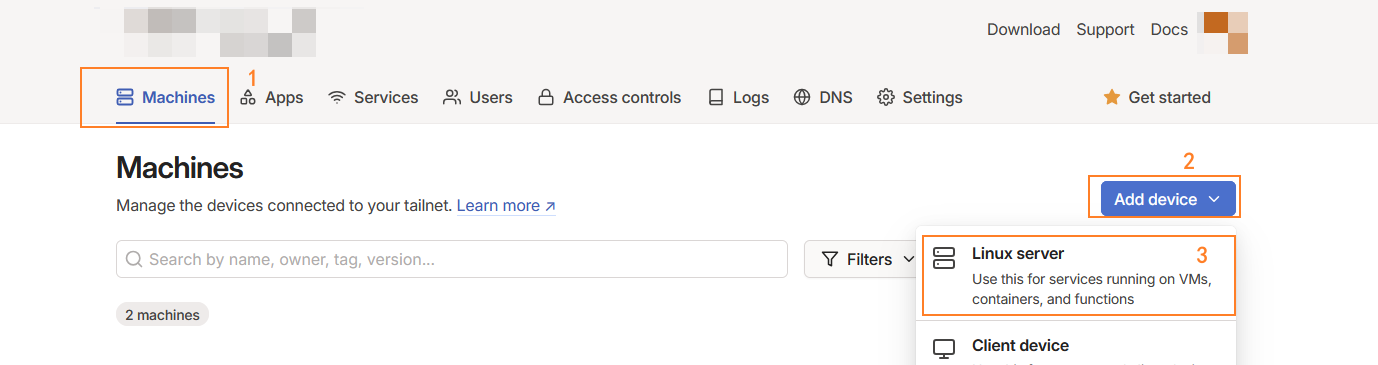 Download Support Docs
1
Machines Apps Services Users Access controls Logs DNS Settings Get started
Machines
2
Manage the devices connected to your tailnet. Learn more ↗
Add device
Search by name, owner, tag, version...
Filters
Linux server
3
Use this for services running on VMs,
containers, and functions
2 machines
Client device